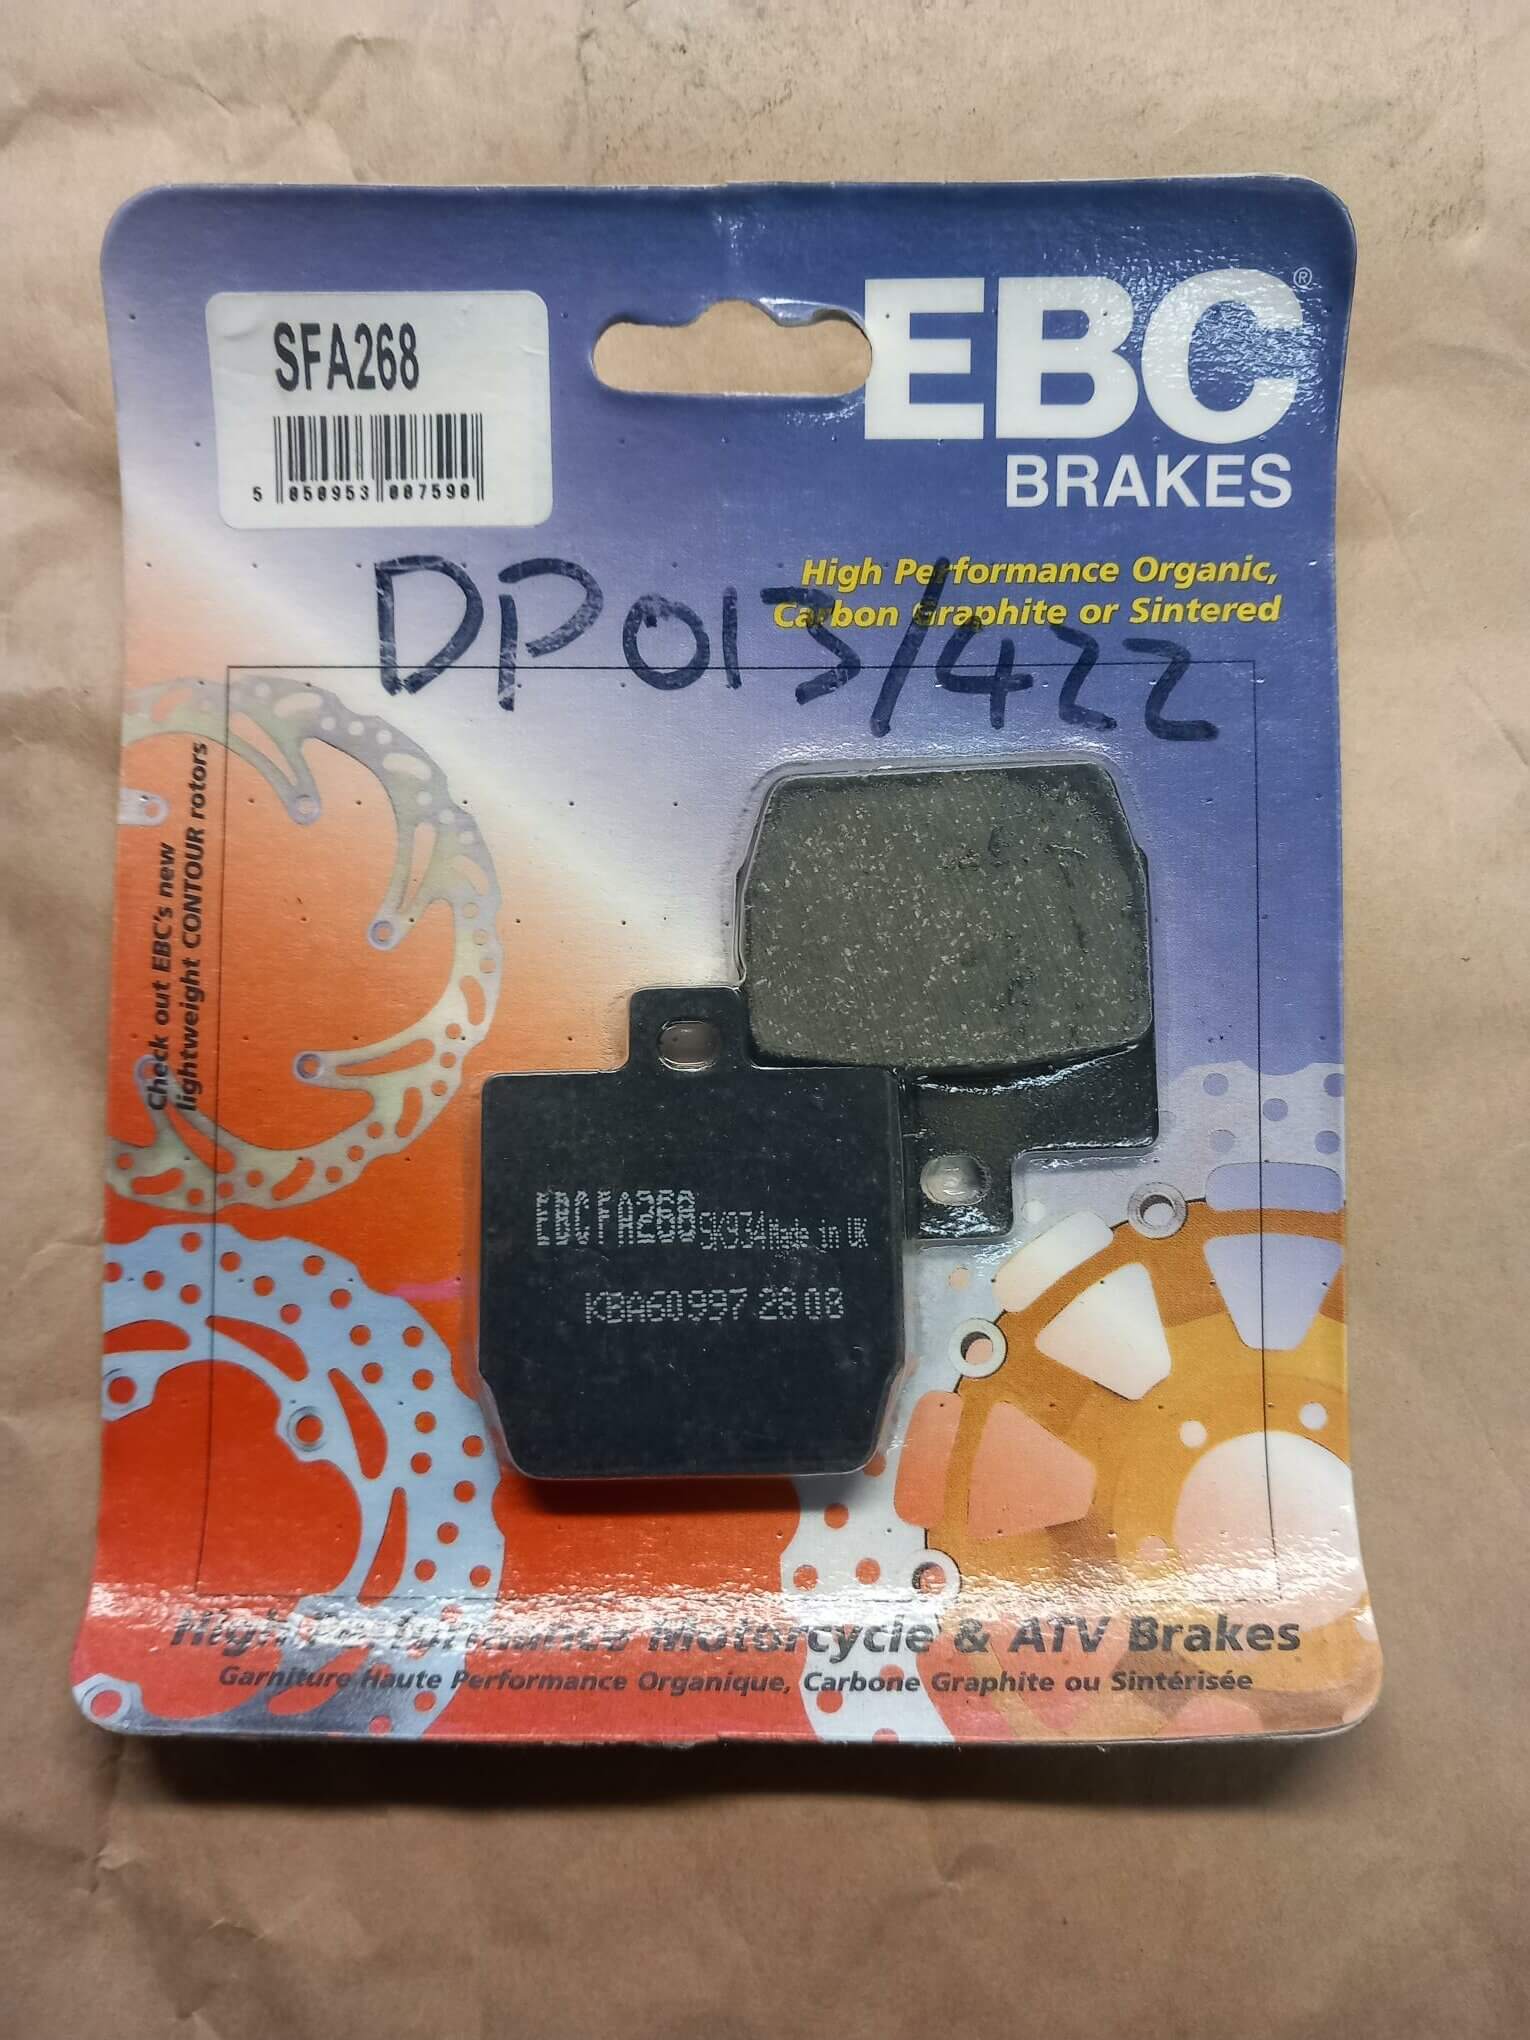 SFA268
5 050953 007590
EBC®
BRAKES
High Performance Organic,
Carbon Graphite or Sintered
DP013/422
Check out EBC's new
lightweight CONTOUR rotors
EBC FA268 SK934 Made in UK
KBA60997 28 08
High Performance Motorcycle & ATV Brakes
Garniture Haute Performance Organique, Carbone Graphite ou Sintérisée